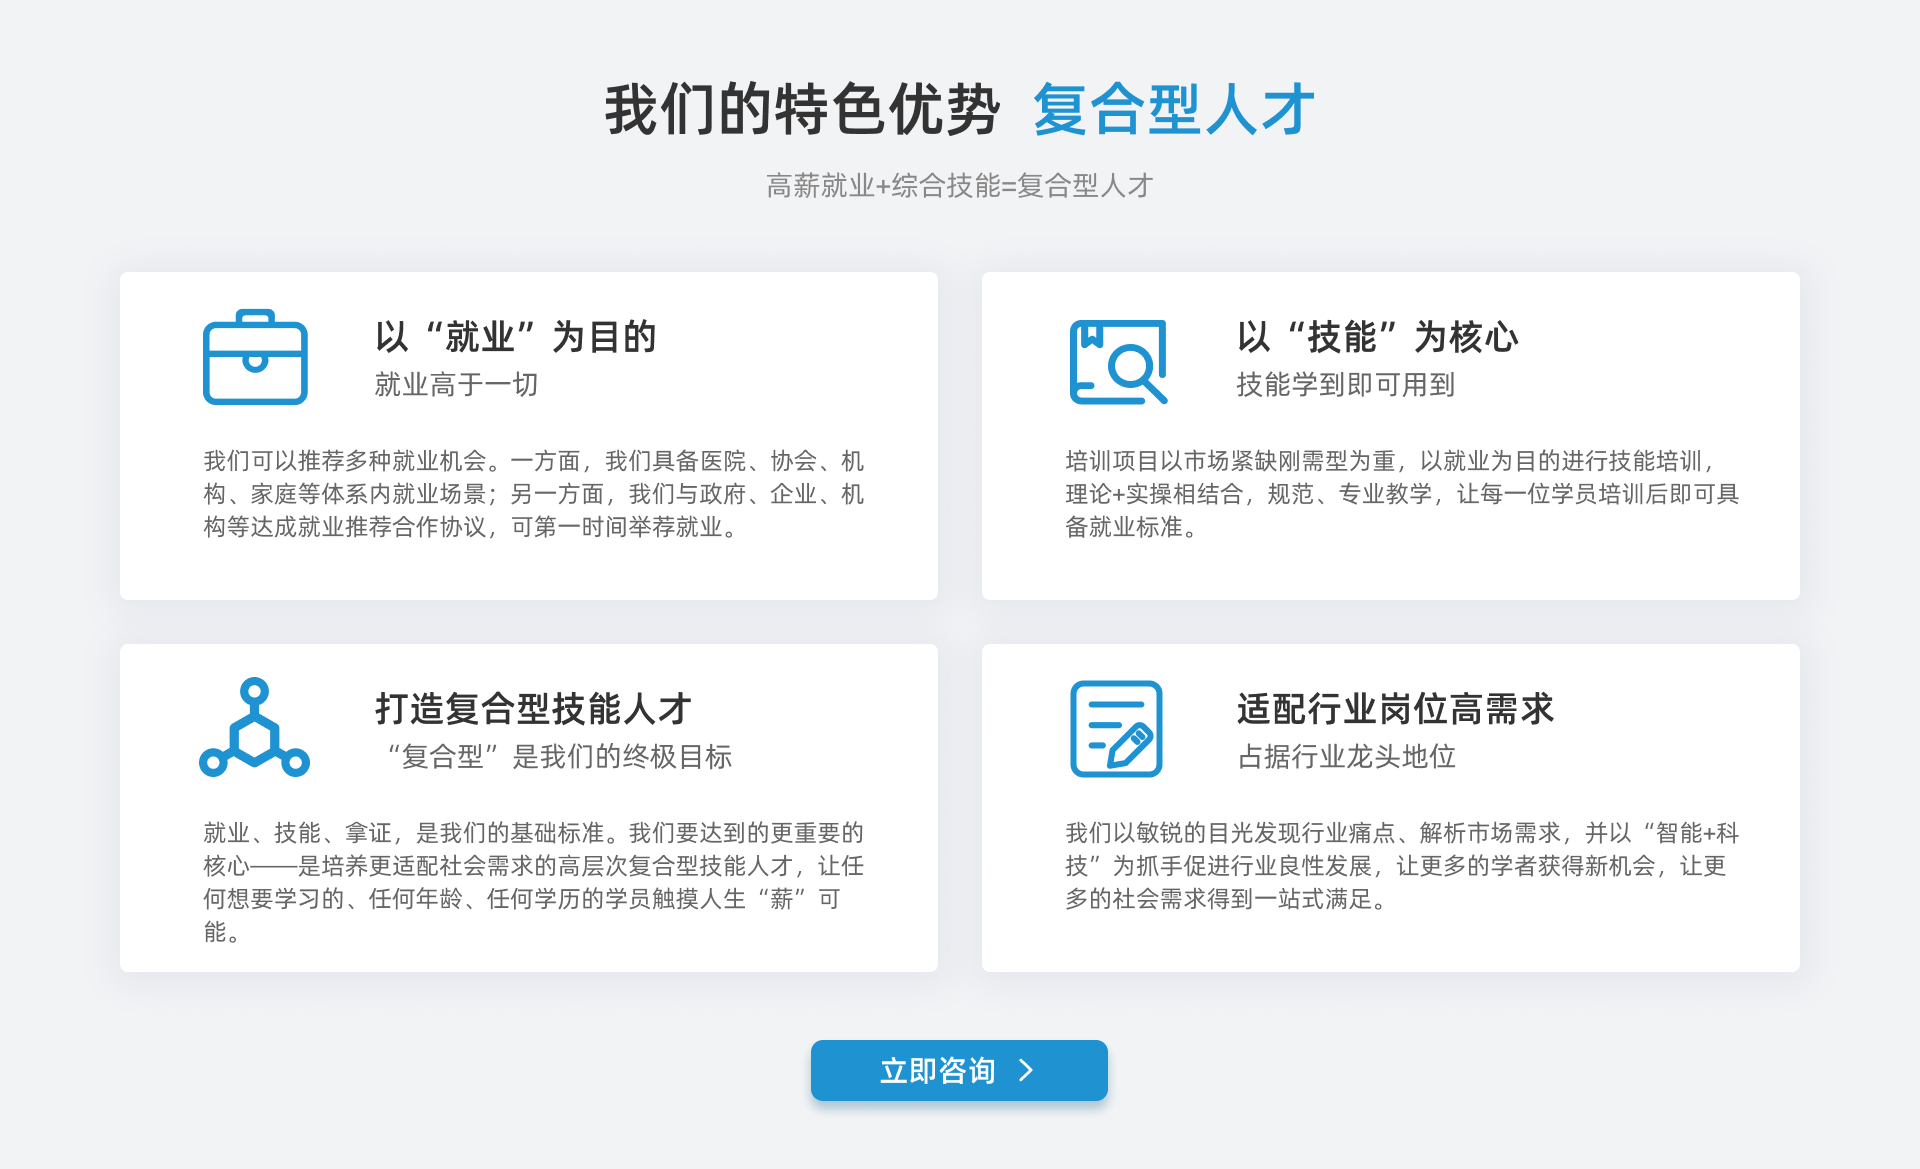 我们的特色优势 复合型人才
高薪就业+综合技能=复合型人才
以“就业”为目的
就业高于一切
我们可以推荐多种就业机会。一方面，我们具备医院、协会、机
构、家庭等体系内就业场景；另一方面，我们与政府、企业、机
构等达成就业推荐合作协议，可第一时间举荐就业。
以“技能”为核心
技能学到即可用到
培训项目以市场紧缺刚需型为重，以就业为目的进行技能培训，
理论+实操相结合，规范、专业教学，让每一位学员培训后即可具
备就业标准。
打造复合型技能人才
“复合型”是我们的终极目标
就业、技能、拿证，是我们的基础标准。我们要达到的更重要的
核心——是培养更适配社会需求的高层次复合型技能人才，让任
何想要学习的、任何年龄、任何学历的学员触摸人生“薪”可
能。
适配行业岗位高需求
占据行业龙头地位
我们以敏锐的目光发现行业痛点、解析市场需求，并以“智能+科
技”为抓手促进行业良性发展，让更多的学者获得新机会，让更
多的社会需求得到一站式满足。
立即咨询